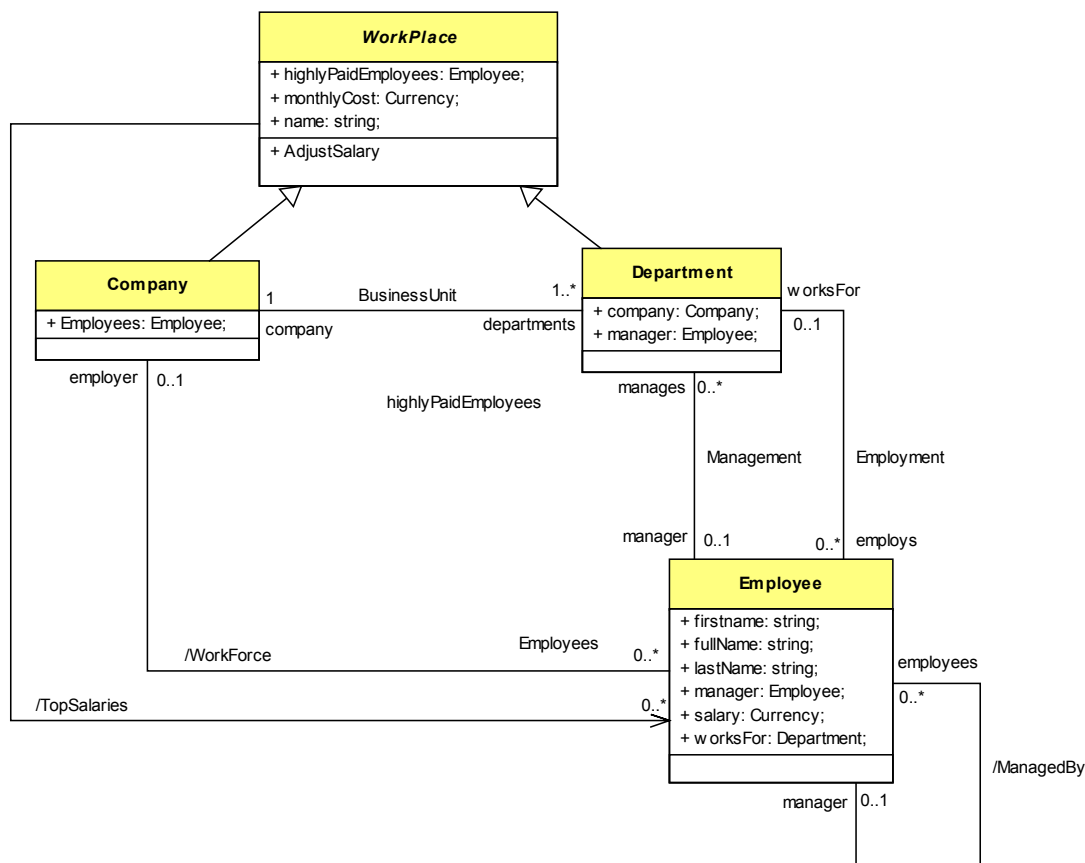 WorkPlace
+ highlyPaidEmployees: Employee;
+ monthlyCost: Currency;
+ name: string;
+ AdjustSalary
Company
+ Employees: Employee;
1
BusinessUnit
1..*
company
departments
Department
+ company: Company;
+ manager: Employee;
worksFor
0..1
employer
0..1
highlyPaidEmployees
manages
0..*
Management
Employment
manager
0..1
0..*
employs
Employee
+ firstname: string;
+ fullName: string;
+ lastName: string;
+ manager: Employee;
+ salary: Currency;
+ worksFor: Department;
/WorkForce
Employees
0..*
employees
0..*
/TopSalaries
0..*
/ManagedBy
manager
0..1